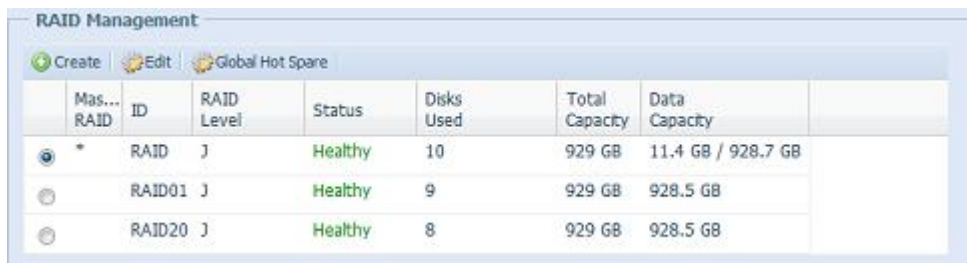 RAID Management
Create Edit Global Hot Spare
Mas... RAID ID RAID Level Status Disks Used Total Capacity Data Capacity
* RAID J Healthy 10 929 GB 11.4 GB / 928.7 GB
RAID01 J Healthy 9 929 GB 928.5 GB
RAID20 J Healthy 8 929 GB 928.5 GB